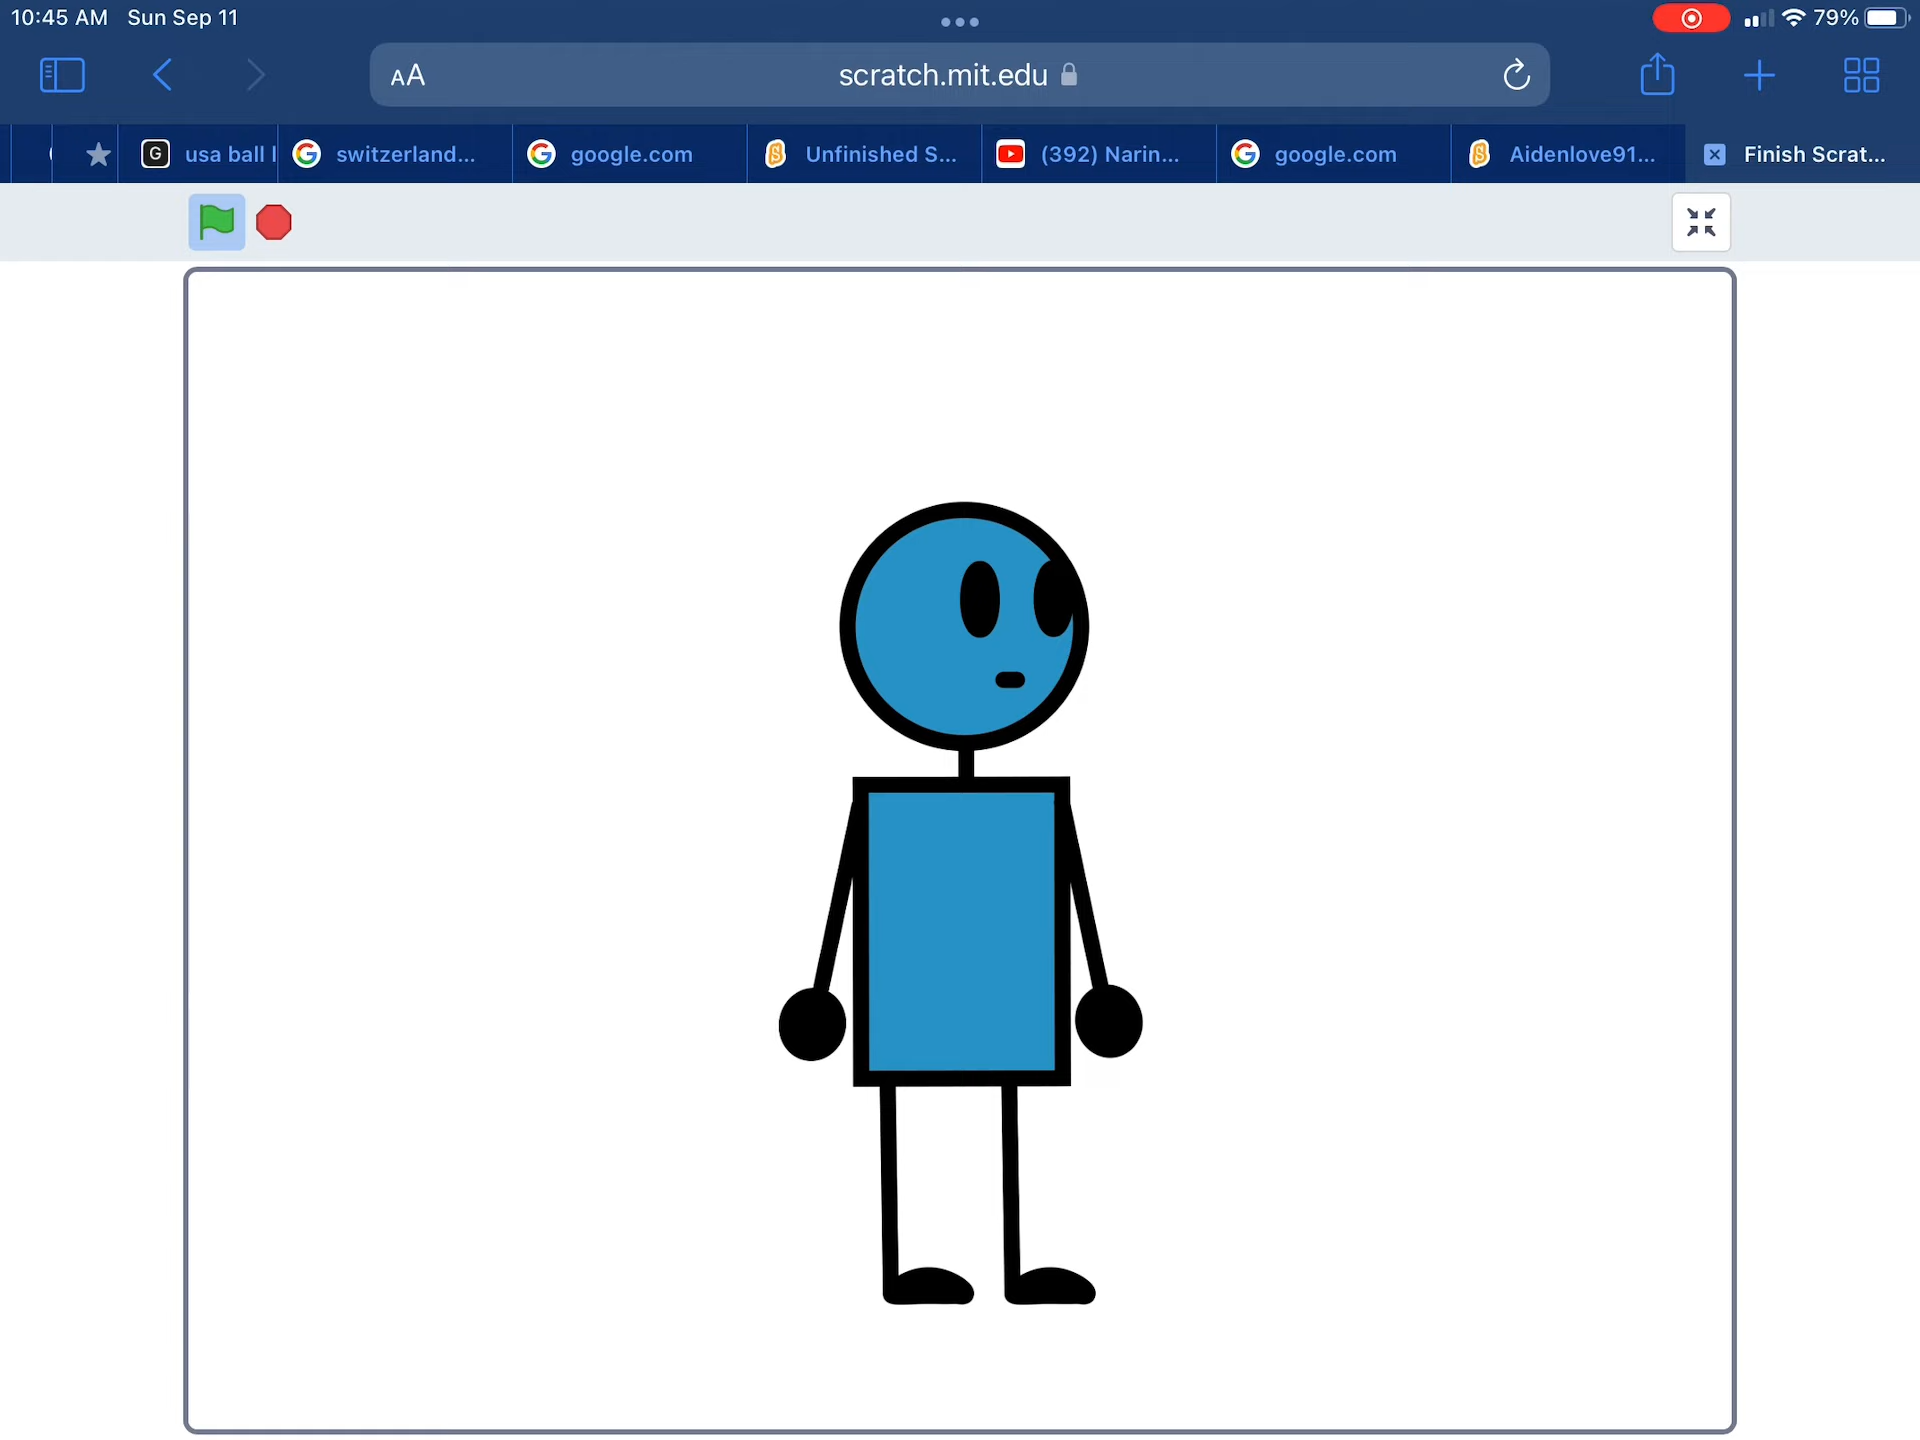 10:45 AM Sun Sep 11
79%
AA
scratch.mit.edu
G usa ball
switzerland...
google.com
Unfinished S...
(392) Narin...
google.com
Aidenlove91...
Finish Scrat...